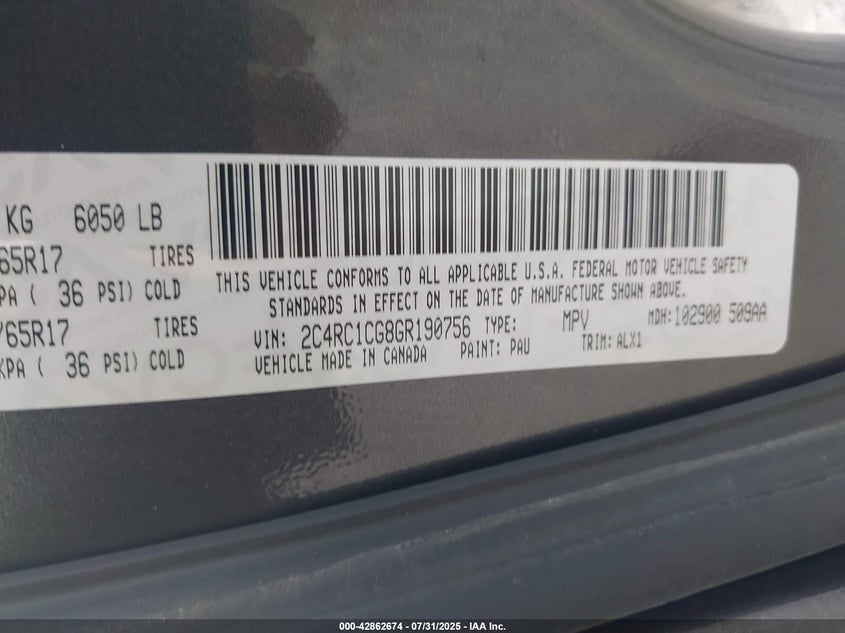 KG 6050 LB
65R17 TIRES
KPA ( 36 PSI) COLD
/65R17 TIRES
KPA ( 36 PSI) COLD
THIS VEHICLE CONFORMS TO ALL APPLICABLE U.S.A. FEDERAL MOTOR VEHICLE SAFETY
STANDARDS IN EFFECT ON THE DATE OF MANUFACTURE SHOWN ABOVE.
VIN: 2C4RC1CG8GR190756 TYPE: MPV MDH: 102900 509AA
VEHICLE MADE IN CANADA PAINT: PAU TRIM: ALX1
000-42862674 / 07/31/2025 - IAA Inc.